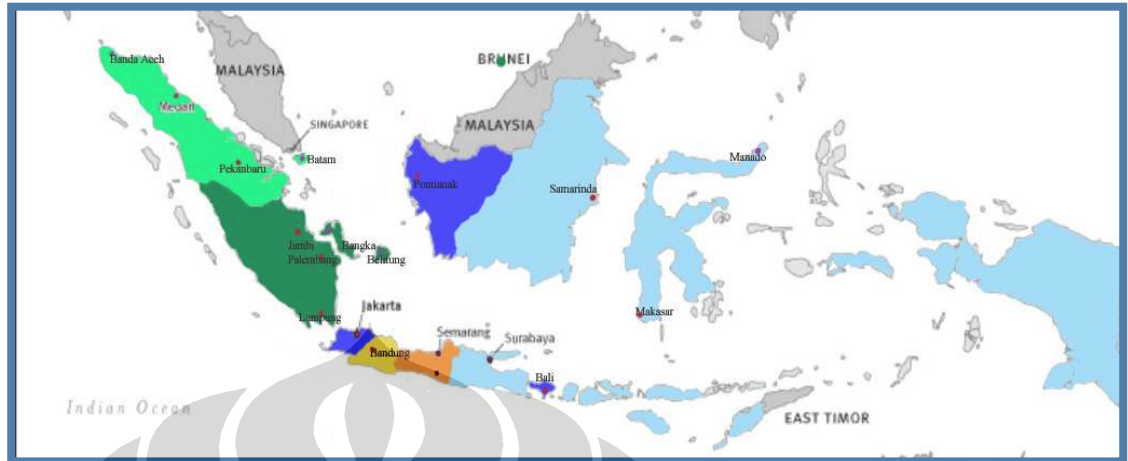 Banda Aceh
BRUNEI
MALAYSIA
Medan
SINGAPORE
MALAYSIA
Batam
Pekanbaru
Manado
Pontianak
Samarinda
Jambi
Bangka
Palembang
Belitung
Jakarta
Lampung
Makasar
Semarang
Surabaya
Bandung
Bali
Indian Ocean
EAST TIMOR